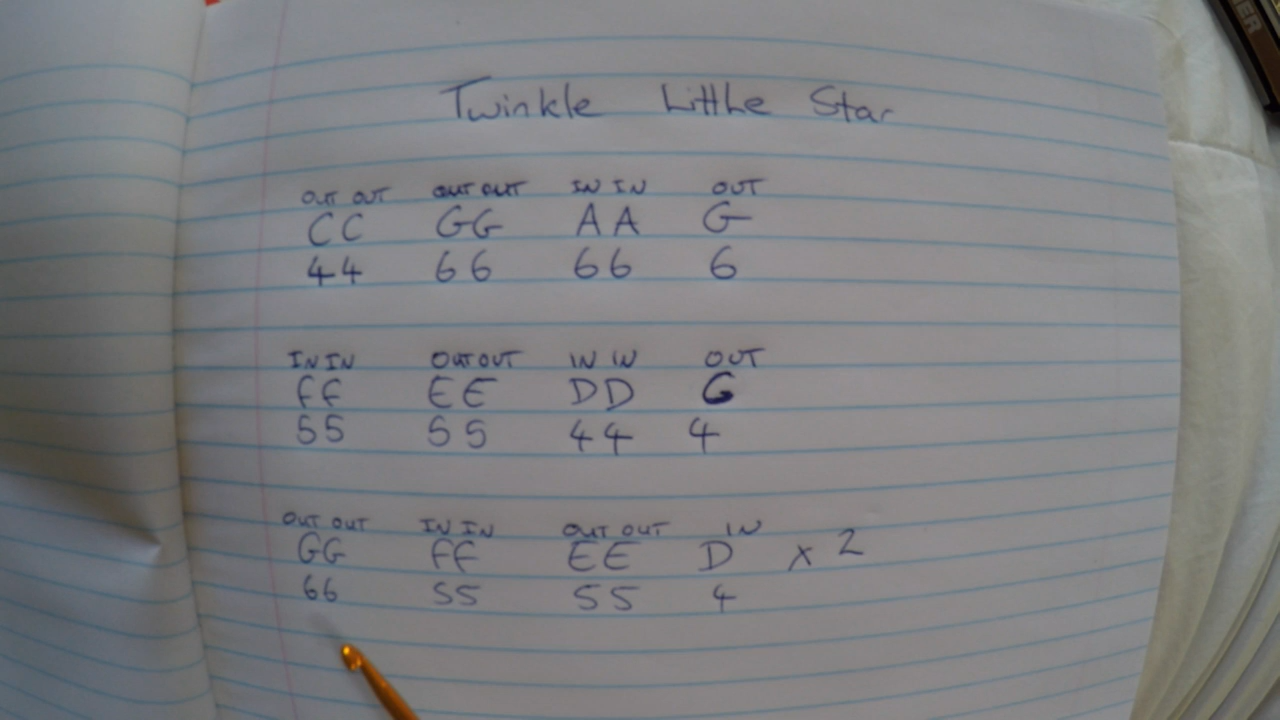 Twinkle Little Star
OUT OUT OUT OUT IN IN OUT
CC GG AA G
44 66 66 6
IN IN OUT OUT IN IN OUT
FF EE DD G
55 55 44 4
OUT OUT IN IN OUT OUT IN
GG FF EE D x 2
66 55 55 4